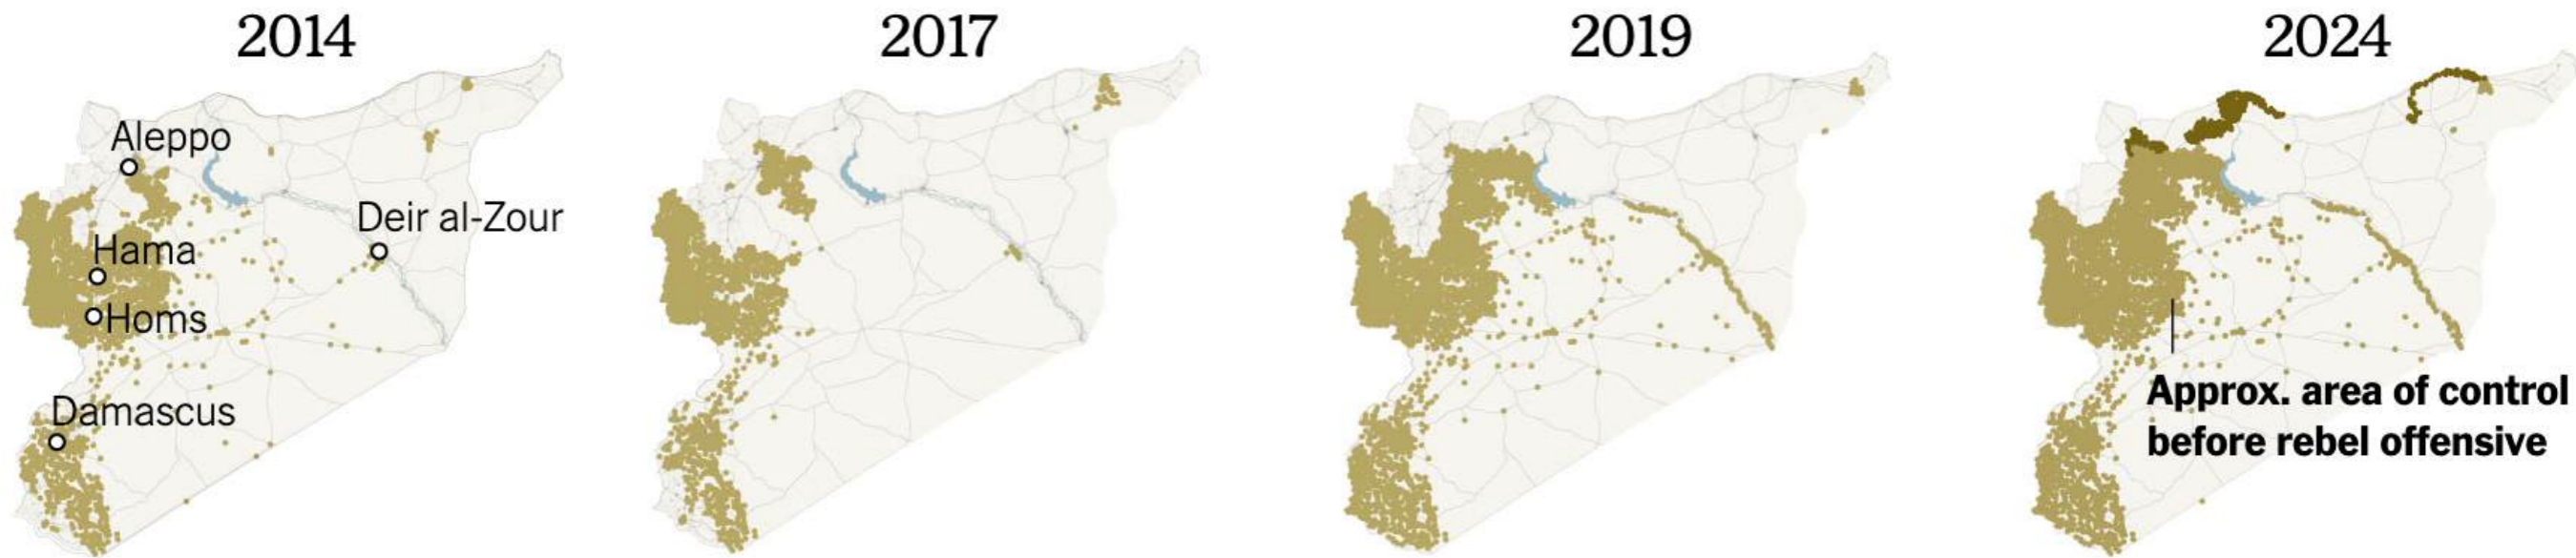 2014
2017
2019
2024
Aleppo
Deir al-Zour
Hama
Homs
Damascus
Approx. area of control
before rebel offensive